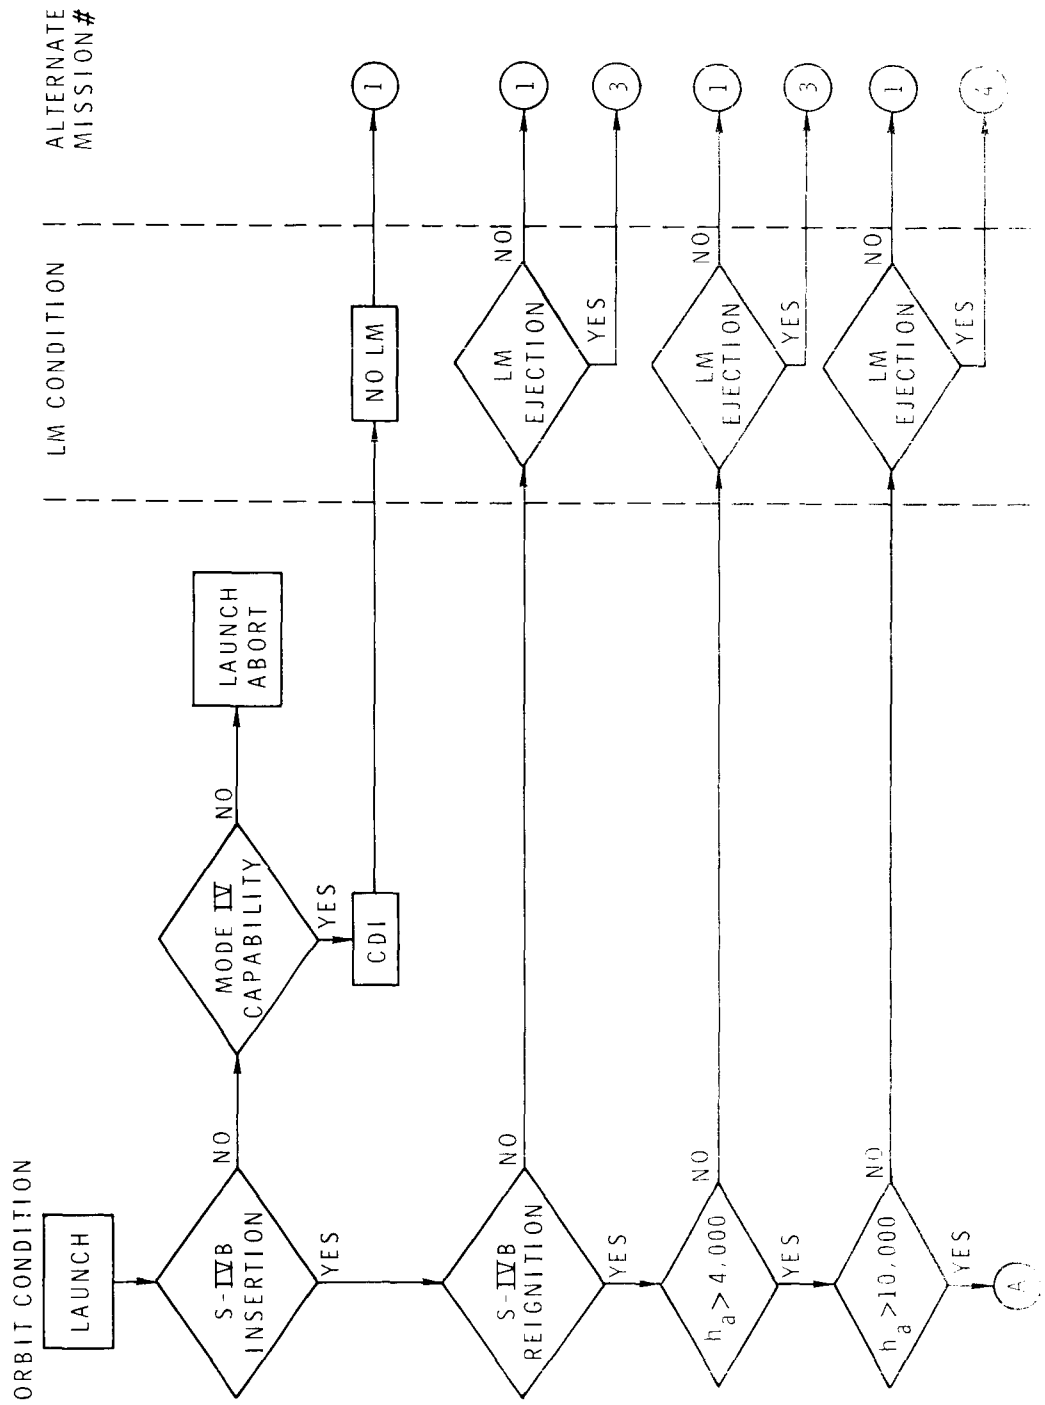 ORBIT CONDITION
LM CONDITION
ALTERNATE
MISSION#
LAUNCH
S-IVB
INSERTION
NO
MODE IV
CAPABILITY
NO
LAUNCH
ABORT
YES
CDI
NO LM
1
YES
S-IVB
REIGNITION
NO
LM
EJECTION
NO
1
YES
3
YES
ha>4,000
NO
LM
EJECTION
NO
1
YES
3
YES
ha>10,000
NO
LM
EJECTION
NO
1
YES
4
YES
A